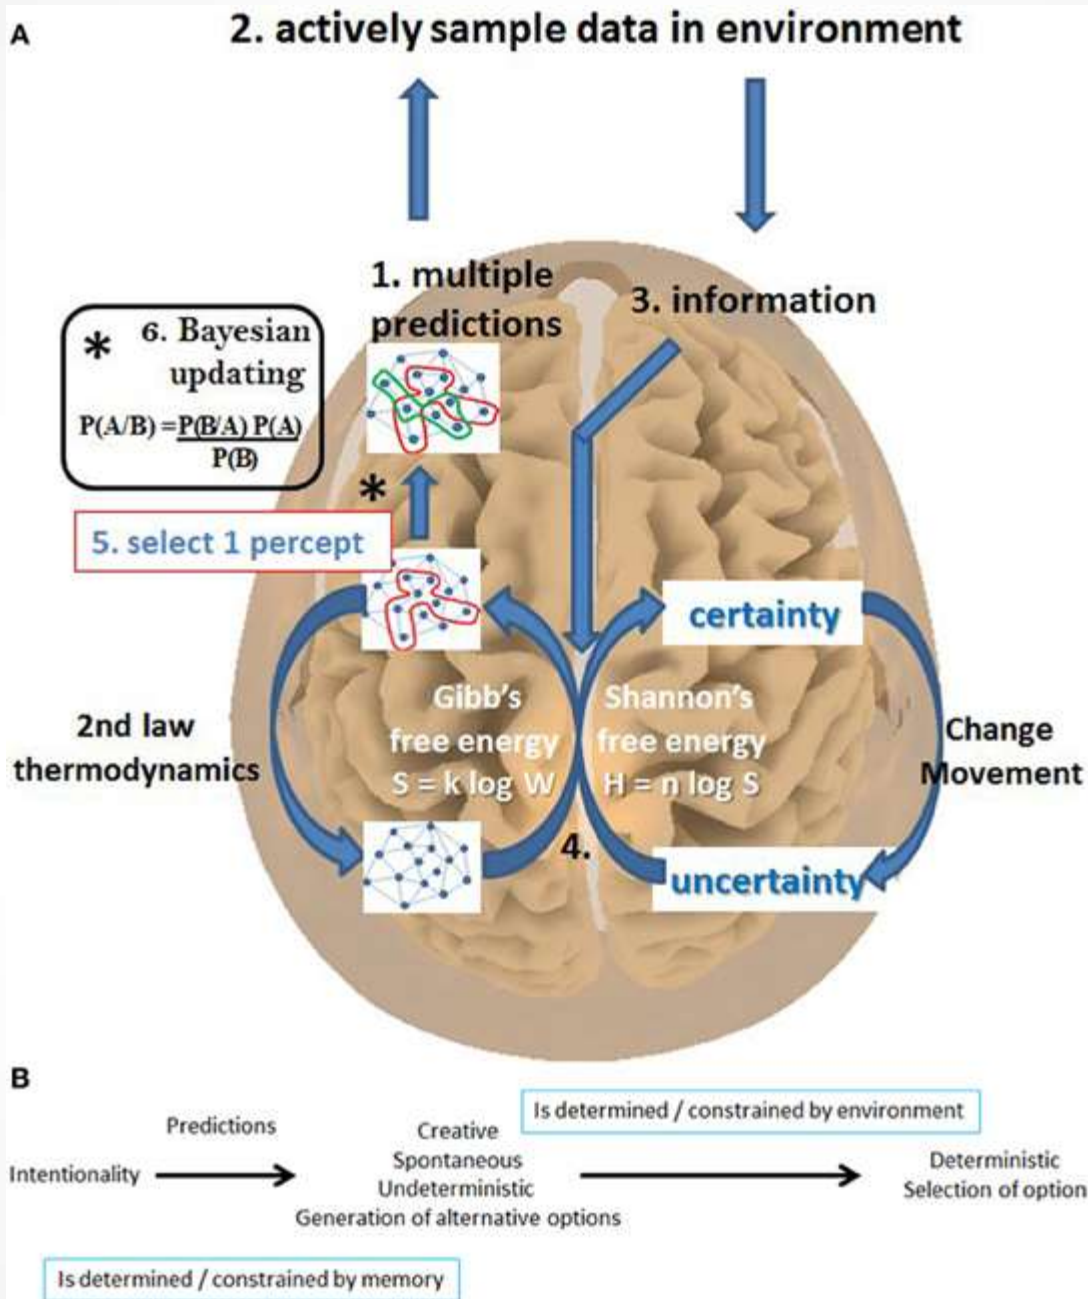 A
2. actively sample data in environment
1. multiple
predictions
3. information
* 6. Bayesian
updating
P(A/B) =P(B/A) P(A)
P(B)
*
5. select 1 percept
certainty
Gibb's
free energy
S = k log W
Shannon's
free energy
H = n log S
2nd law
thermodynamics
Change
Movement
4.
uncertainty
B
Is determined / constrained by environment
Predictions
Intentionality
Creative
Spontaneous
Undeterministic
Generation of alternative options
Deterministic
Selection of option
Is determined / constrained by memory